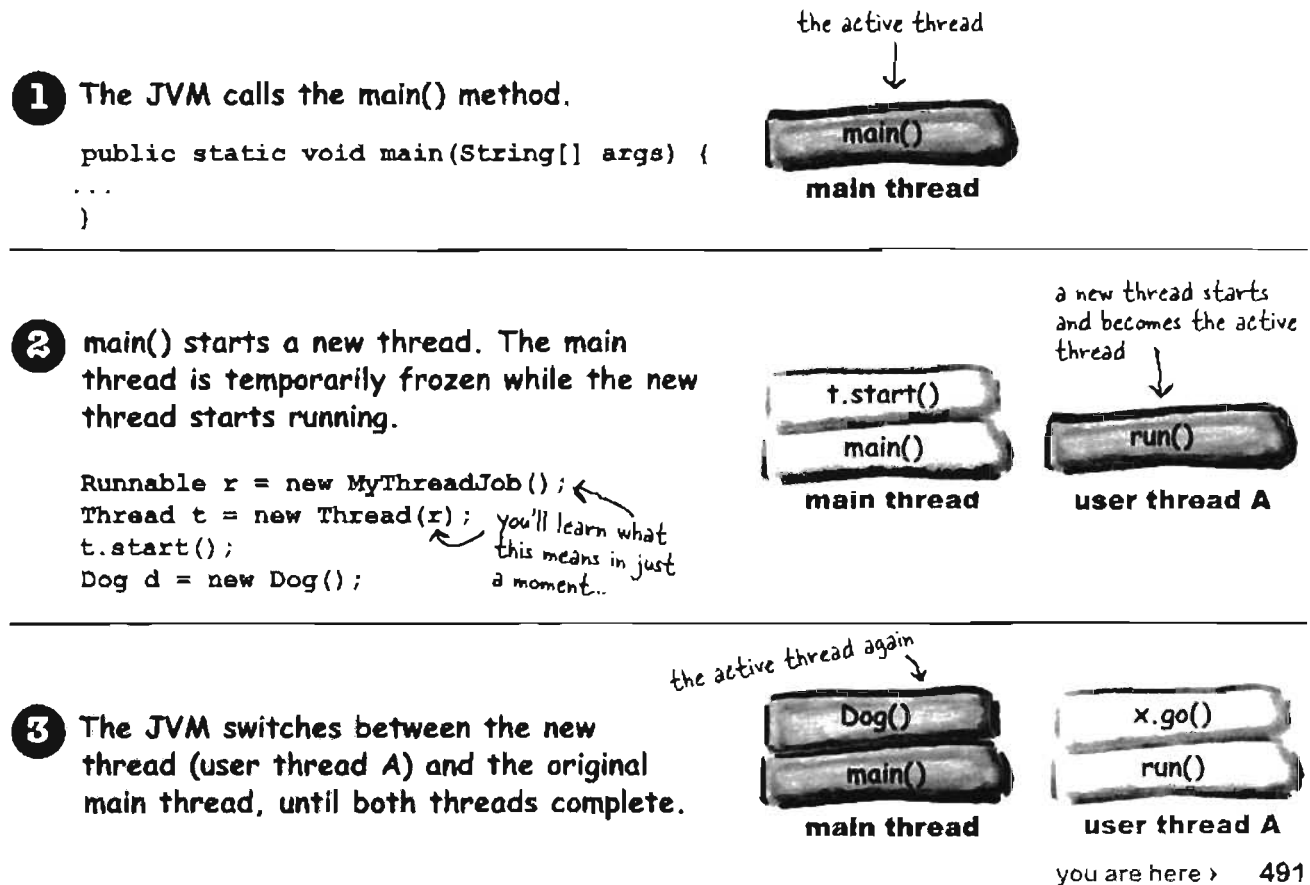 the active thread
1 The JVM calls the main() method.
public static void main(String[] args) {
...
}
main()
main thread
2 main() starts a new thread. The main
thread is temporarily frozen while the new
thread starts running.
Runnable r = new MyThreadJob();
Thread t = new Thread(r);
t.start();
Dog d = new Dog();
you'll learn what
this means in just
a moment...
t.start()
main()
main thread
a new thread starts
and becomes the active
thread
run()
user thread A
3 The JVM switches between the new
thread (user thread A) and the original
main thread, until both threads complete.
the active thread again
Dog()
main()
main thread
x.go()
run()
user thread A
you are here › 491